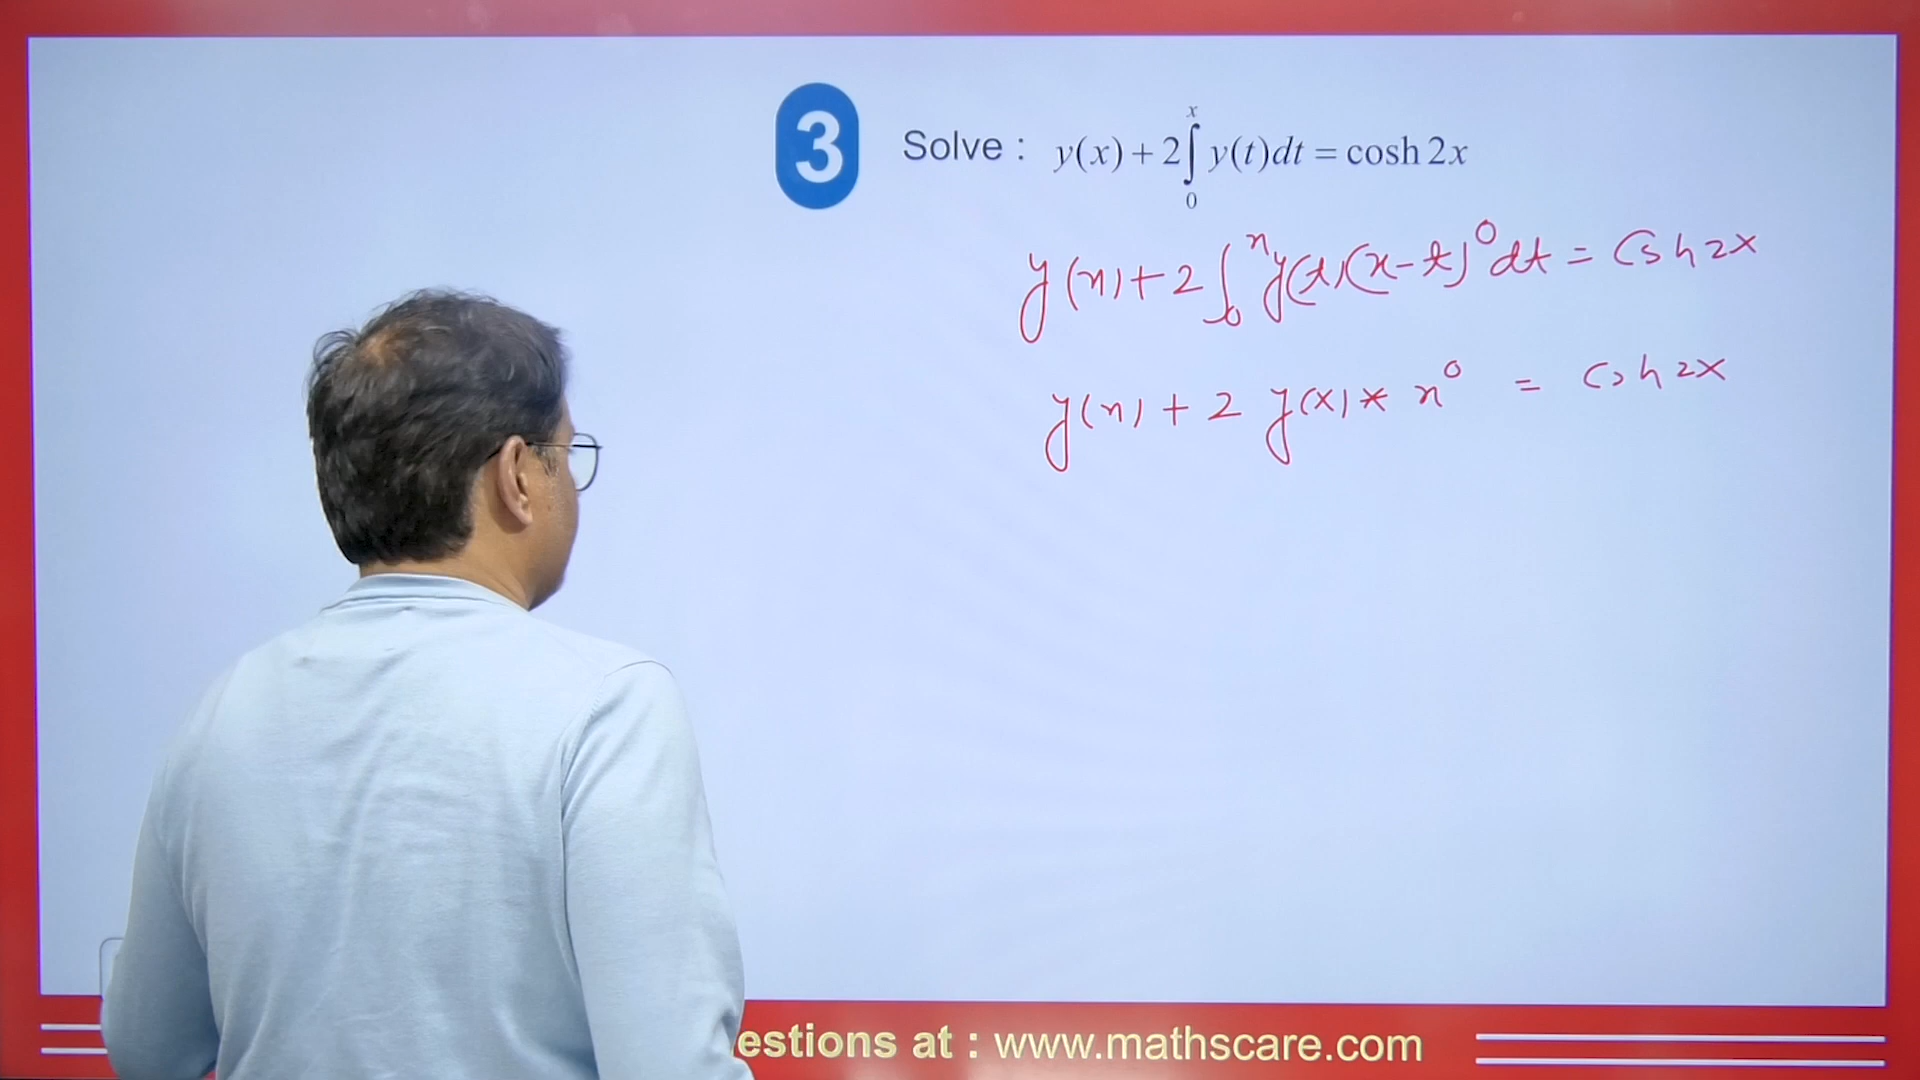 3 Solve : y(x) + 2∫₀ˣ y(t)dt = cosh 2x
y(x) + 2 ∫₀ˣ y(t)(x-t)⁰ dt = Cosh 2x
y(x) + 2 y(x) * x⁰ = Cosh 2x
estions at : www.mathscare.com